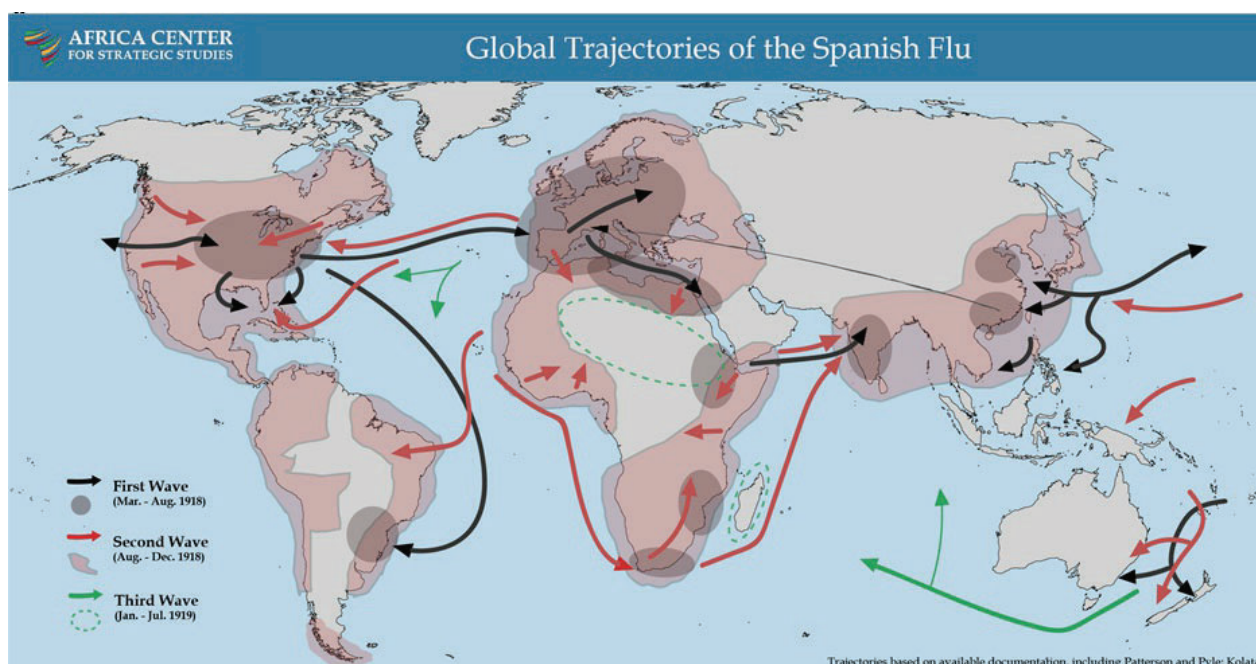 AFRICA CENTER
FOR STRATEGIC STUDIES
Global Trajectories of the Spanish Flu
First Wave
(Mar. - Aug. 1918)
Second Wave
(Aug. - Dec. 1918)
Third Wave
(Jan. - Jul. 1919)
Trajectories based on available documentation, including Patterson and Pyle; Kolat